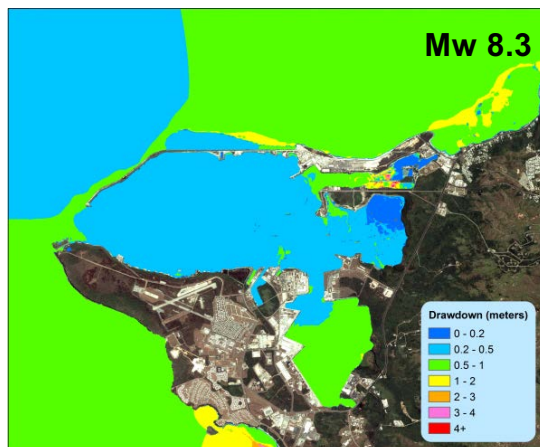 Mw 8.3
Drawdown (meters)
0 - 0.2
0.2 - 0.5
0.5 - 1
1 - 2
2 - 3
3 - 4
4+